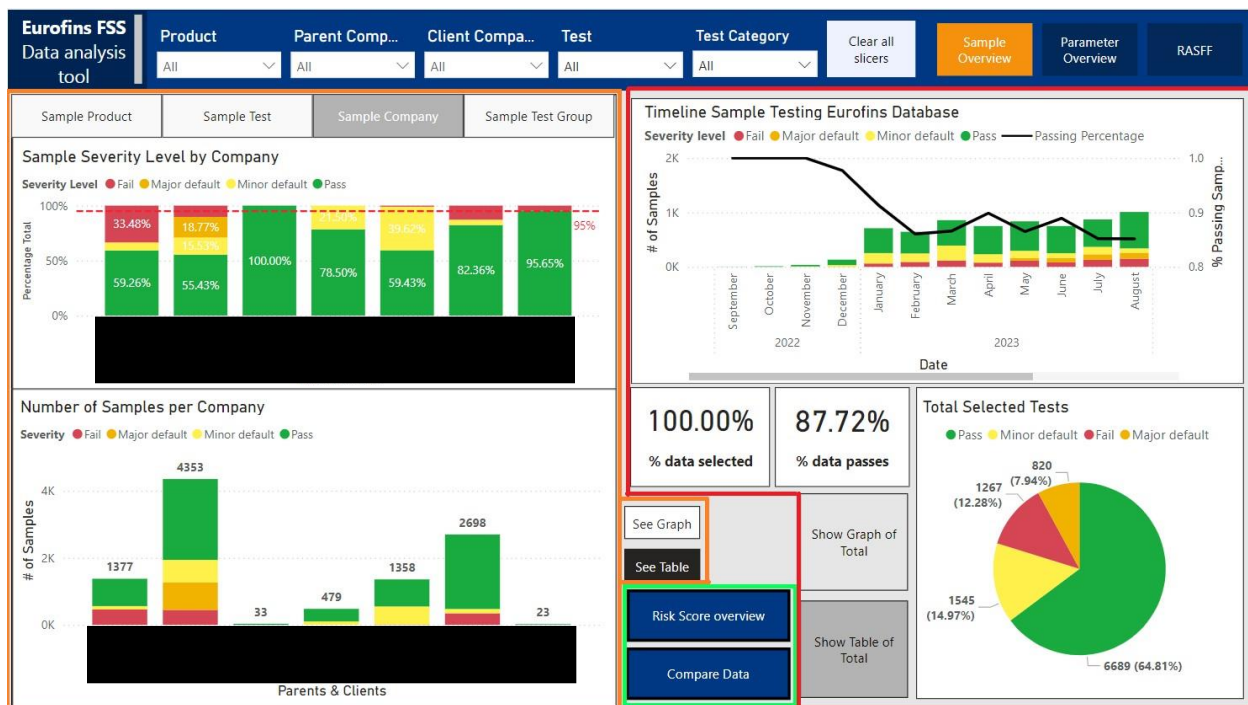 Eurofins FSS
Data analysis
tool
Product
All
Parent Comp...
All
Client Compa...
All
Test
All
Test Category
All
Clear all
slicers
Sample
Overview
Parameter
Overview
RASFF
Sample Product
Sample Test
Sample Company
Sample Test Group
Sample Severity Level by Company
Severity Level Fail Major default Minor default Pass
Percentage Total
100%
50%
0%
33.48%
59.26%
18.77%
15.53%
55.43%
100.00%
21.50%
78.50%
39.62%
59.43%
82.36%
95.65%
95%
Number of Samples per Company
Severity Fail Major default Minor default Pass
# of Samples
4K
2K
0K
1377
4353
33
479
1358
2698
23
Parents & Clients
Timeline Sample Testing Eurofins Database
Severity level Fail Major default Minor default Pass Passing Percentage
# of Samples
2K
1K
0K
% Passing Samp...
1.0
0.9
0.8
September
October
November
December
January
February
March
April
May
June
July
August
2022
2023
Date
100.00%
% data selected
87.72%
% data passes
See Graph
See Table
Risk Score overview
Compare Data
Show Graph of
Total
Show Table of
Total
Total Selected Tests
Pass Minor default Fail Major default
820
(7.94%)
1267
(12.28%)
1545
(14.97%)
6689 (64.81%)